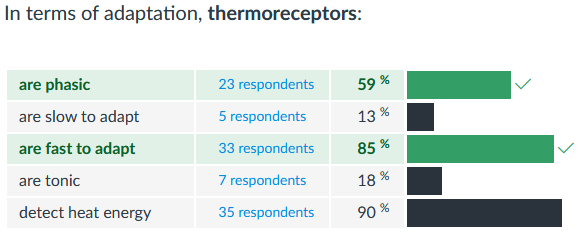 In terms of adaptation, thermoreceptors:
are phasic 23 respondents 59 %
are slow to adapt 5 respondents 13 %
are fast to adapt 33 respondents 85 %
are tonic 7 respondents 18 %
detect heat energy 35 respondents 90 %